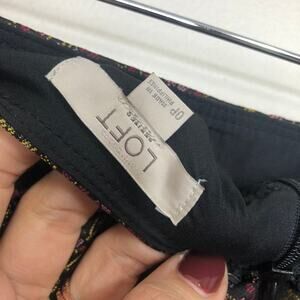 LOFT
PETITES
0P
MADE IN
PHILIPPINES